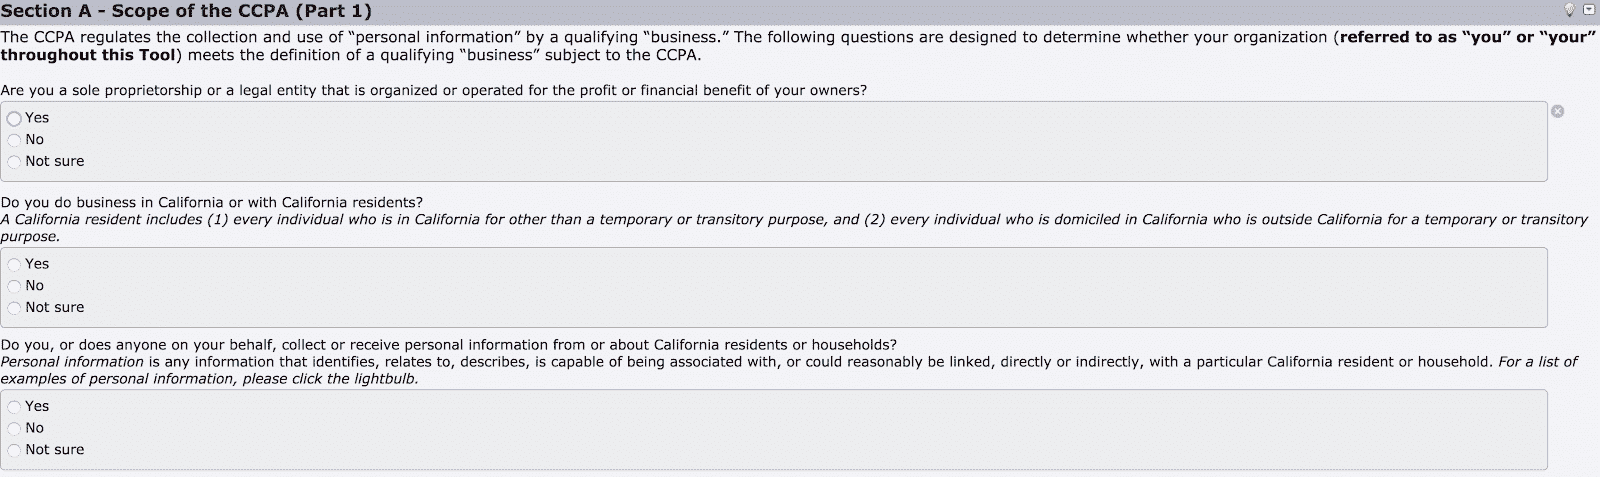 Section A - Scope of the CCPA (Part 1)
The CCPA regulates the collection and use of “personal information” by a qualifying “business.” The following questions are designed to determine whether your organization (referred to as “you” or “your”
throughout this Tool) meets the definition of a qualifying “business” subject to the CCPA.
Are you a sole proprietorship or a legal entity that is organized or operated for the profit or financial benefit of your owners?
Yes
No
Not sure
Do you do business in California or with California residents?
A California resident includes (1) every individual who is in California for other than a temporary or transitory purpose, and (2) every individual who is domiciled in California who is outside California for a temporary or transitory
purpose.
Yes
No
Not sure
Do you, or does anyone on your behalf, collect or receive personal information from or about California residents or households?
Personal information is any information that identifies, relates to, describes, is capable of being associated with, or could reasonably be linked, directly or indirectly, with a particular California resident or household. For a list of
examples of personal information, please click the lightbulb.
Yes
No
Not sure